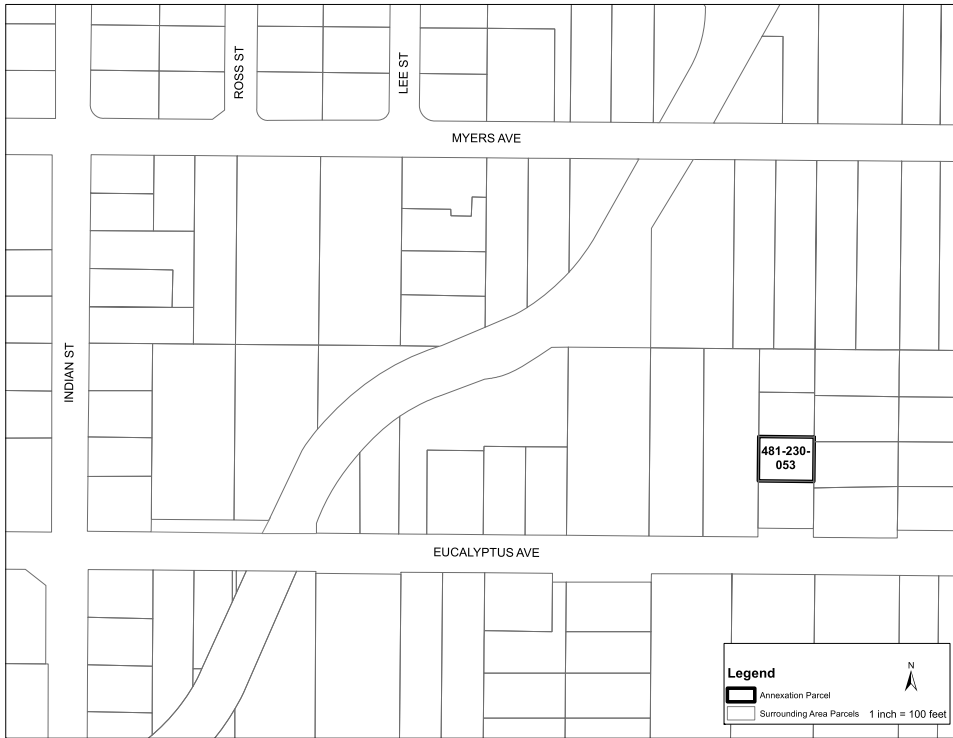 ROSS ST
LEE ST
MYERS AVE
INDIAN ST
481-230-
053
EUCALYPTUS AVE
Legend
N
Annexation Parcel
Surrounding Area Parcels
1 inch = 100 feet